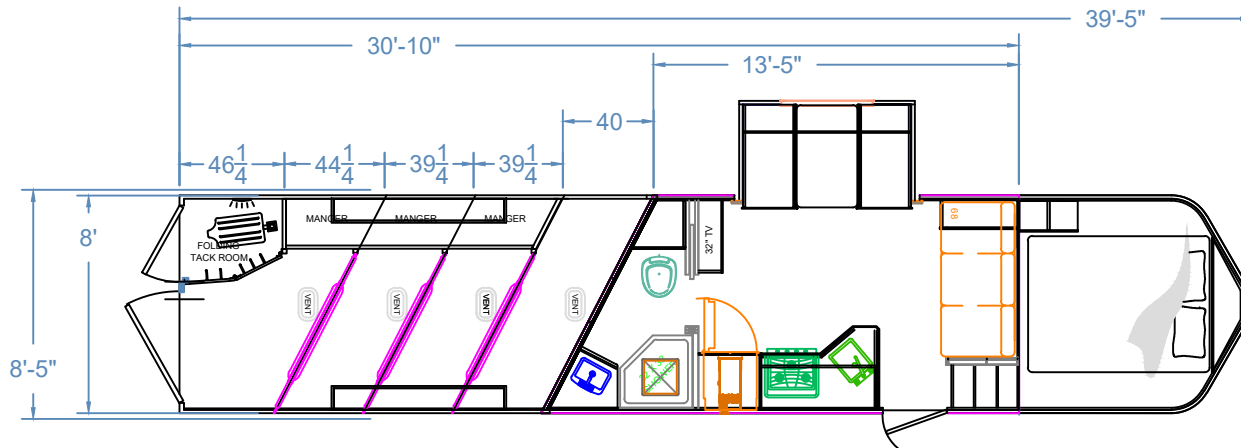 39'-5"
30'-10"
13'-5"
40
46 1/4
44 1/4
39 1/4
39 1/4
8'
8'-5"
MANGER
MANGER
MANGER
FOLDING
TACK ROOM
VENT
VENT
VENT
VENT
32" TV
68